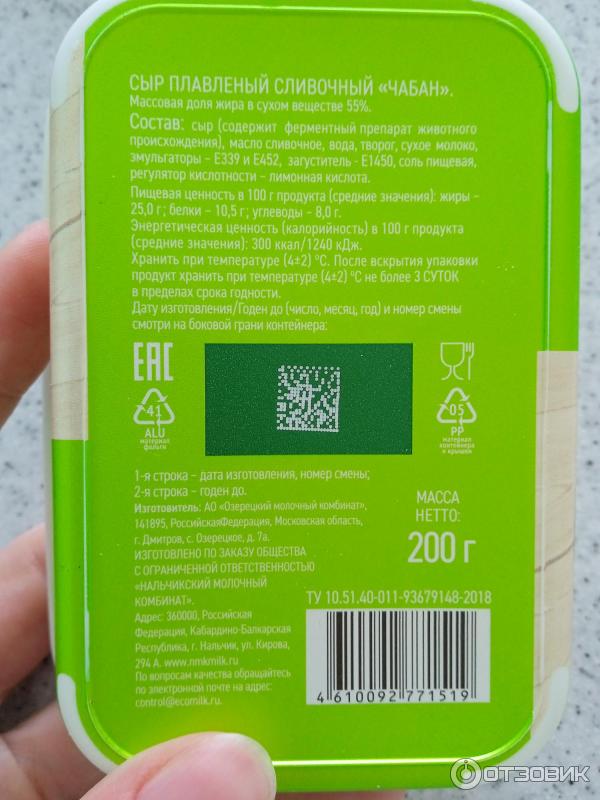 СЫР ПЛАВЛЕНЫЙ СЛИВОЧНЫЙ «ЧАБАН».
Массовая доля жира в сухом веществе 55%.
Состав: сыр (содержит ферментный препарат животного
происхождения), масло сливочное, вода, творог, сухое молоко,
эмульгаторы - Е339 и Е452, загуститель - Е1450, соль пищевая,
регулятор кислотности – лимонная кислота.
Пищевая ценность в 100 г продукта (средние значения): жиры –
25,0 г; белки – 10,5 г; углеводы – 8,0 г.
Энергетическая ценность (калорийность) в 100 г продукта
(средние значения): 300 ккал/1240 кДж.
Хранить при температуре (4±2) °С. После вскрытия упаковки
продукт хранить при температуре (4±2) °С не более 3 СУТОК
в пределах срока годности.
Дату изготовления/Годен до (число, месяц, год) и номер смены
смотри на боковой грани контейнера:
ЕАС
41
ALU
материал
фольги
05
PP
материал
контейнера
и крышки
1-я строка – дата изготовления, номер смены;
2-я строка – годен до.
Изготовитель: АО «Озерецкий молочный комбинат»,
141895, РоссийскаяФедерация, Московская область,
г. Дмитров, с. Озерецкое, д. 7а.
ИЗГОТОВЛЕНО ПО ЗАКАЗУ ОБЩЕСТВА
С ОГРАНИЧЕННОЙ ОТВЕТСТВЕННОСТЬЮ
«НАЛЬЧИКСКИЙ МОЛОЧНЫЙ
КОМБИНАТ».
Адрес: 360000, Российская
Федерация, Кабардино-Балкарская
Республика, г. Нальчик, ул. Кирова,
294 А. www.nmkmilk.ru
По вопросам качества обращайтесь
по электронной почте на адрес:
control@ecomilk.ru.
МАССА
НЕТТО:
200 г
ТУ 10.51.40-011-93679148-2018
4 610092 771519
ОТЗОВИК